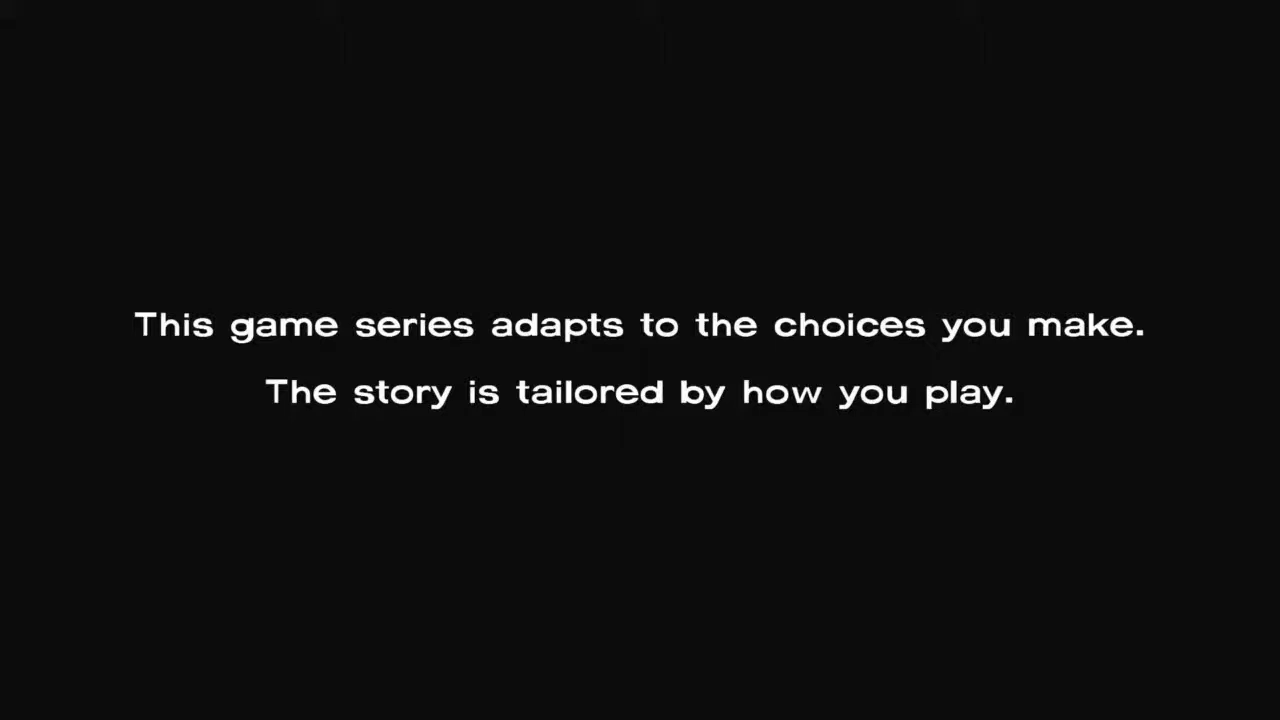 This game series adapts to the choices you make.
The story is tailored by how you play.